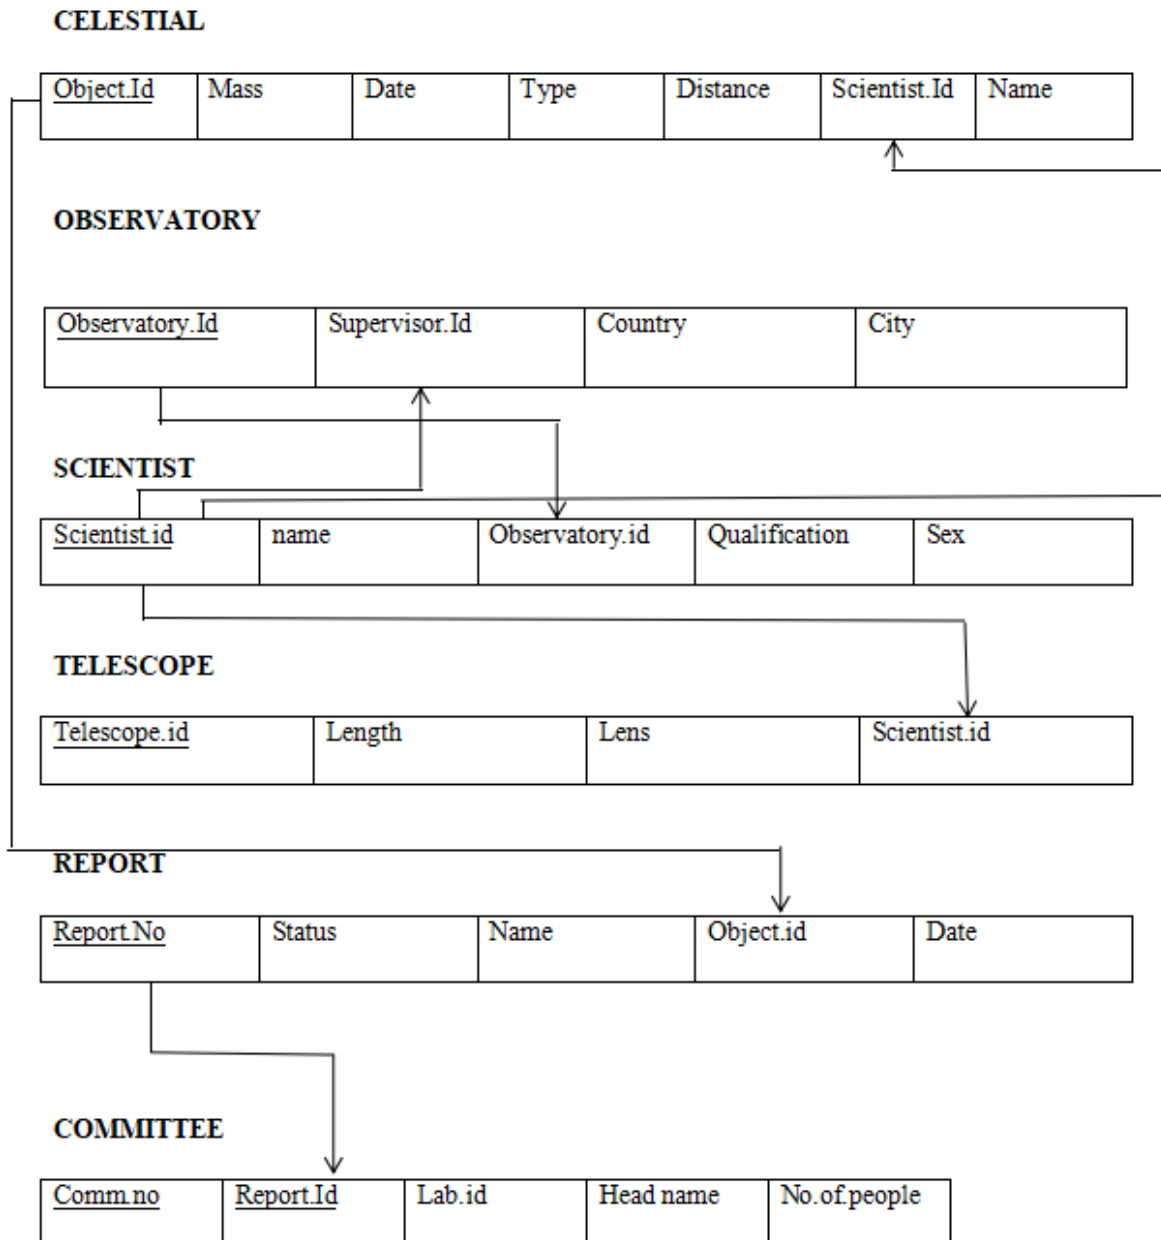 CELESTIAL
Object.Id Mass Date Type Distance Scientist.Id Name
OBSERVATORY
Observatory.Id Supervisor.Id Country City
SCIENTIST
Scientist.id name Observatory.id Qualification Sex
TELESCOPE
Telescope.id Length Lens Scientist.id
REPORT
Report.No Status Name Object.id Date
COMMITTEE
Comm.no Report.Id Lab.id Head name No.of.people